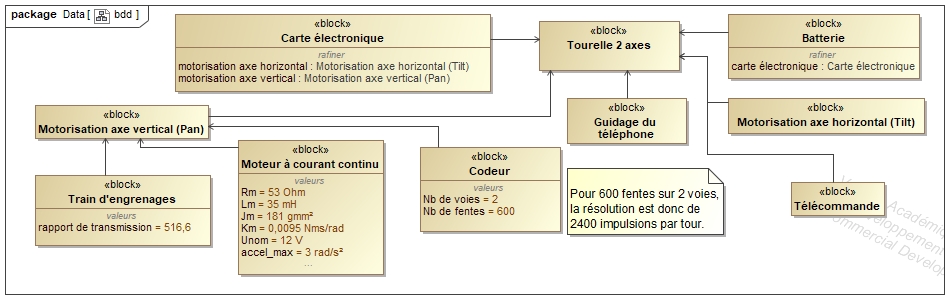 package Data [ bdd ]
«block»
Carte électronique
rafiner
motorisation axe horizontal : Motorisation axe horizontal (Tilt)
motorisation axe vertical : Motorisation axe vertical (Pan)
«block»
Tourelle 2 axes
«block»
Batterie
rafiner
carte électronique : Carte électronique
«block»
Motorisation axe vertical (Pan)
«block»
Guidage du
téléphone
«block»
Motorisation axe horizontal (Tilt)
«block»
Train d'engrenages
valeurs
rapport de transmission = 516,6
«block»
Moteur à courant continu
valeurs
Rm = 53 Ohm
Lm = 35 mH
Jm = 181 gmm²
Km = 0,0095 Nms/rad
Unom = 12 V
accel_max = 3 rad/s²
...
«block»
Codeur
valeurs
Nb de voies = 2
Nb de fentes = 600
Pour 600 fentes sur 2 voies,
la résolution est donc de
2400 impulsions par tour.
«block»
Télécommande
Académi
veloppemen
ommercial Develop